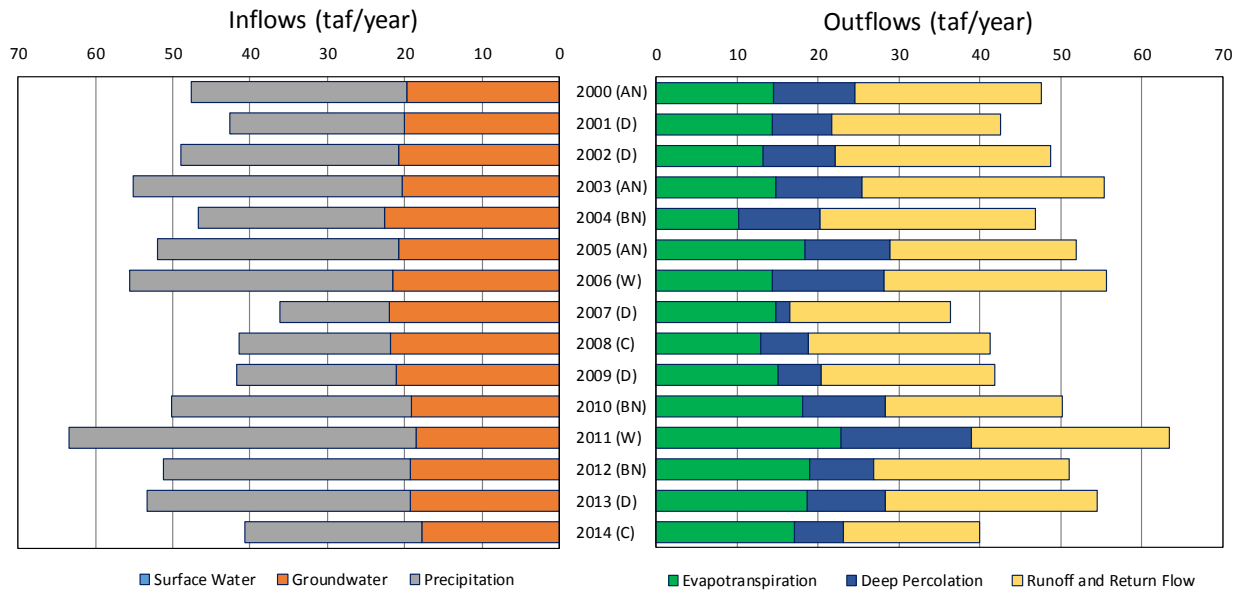 Inflows (taf/year)
Outflows (taf/year)
70 60 50 40 30 20 10 0
0 10 20 30 40 50 60 70
2000 (AN)
2001 (D)
2002 (D)
2003 (AN)
2004 (BN)
2005 (AN)
2006 (W)
2007 (D)
2008 (C)
2009 (D)
2010 (BN)
2011 (W)
2012 (BN)
2013 (D)
2014 (C)
Surface Water Groundwater Precipitation
Evapotranspiration Deep Percolation Runoff and Return Flow